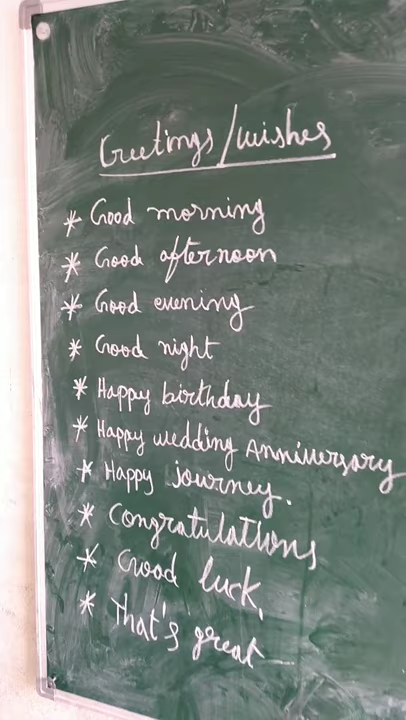 Greetings/wishes
* Good morning
* Good afternoon
* Good evening
* Good night
* Happy birthday
* Happy wedding Anniversary
* Happy journey.
* Congratulations
* Good luck,
* That's great